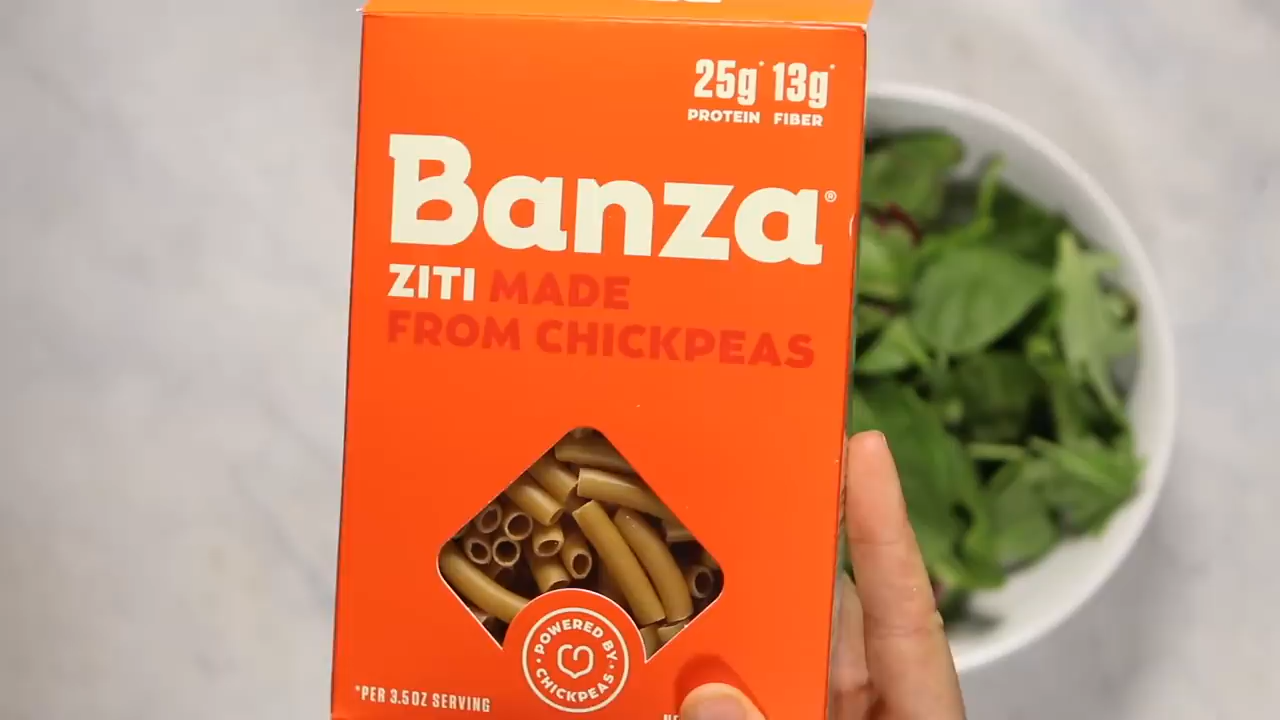 25g* 13g*
PROTEIN FIBER
Banza®
ZITI MADE
FROM CHICKPEAS
POWERED BY
CHICKPEAS
*PER 3.5OZ SERVING